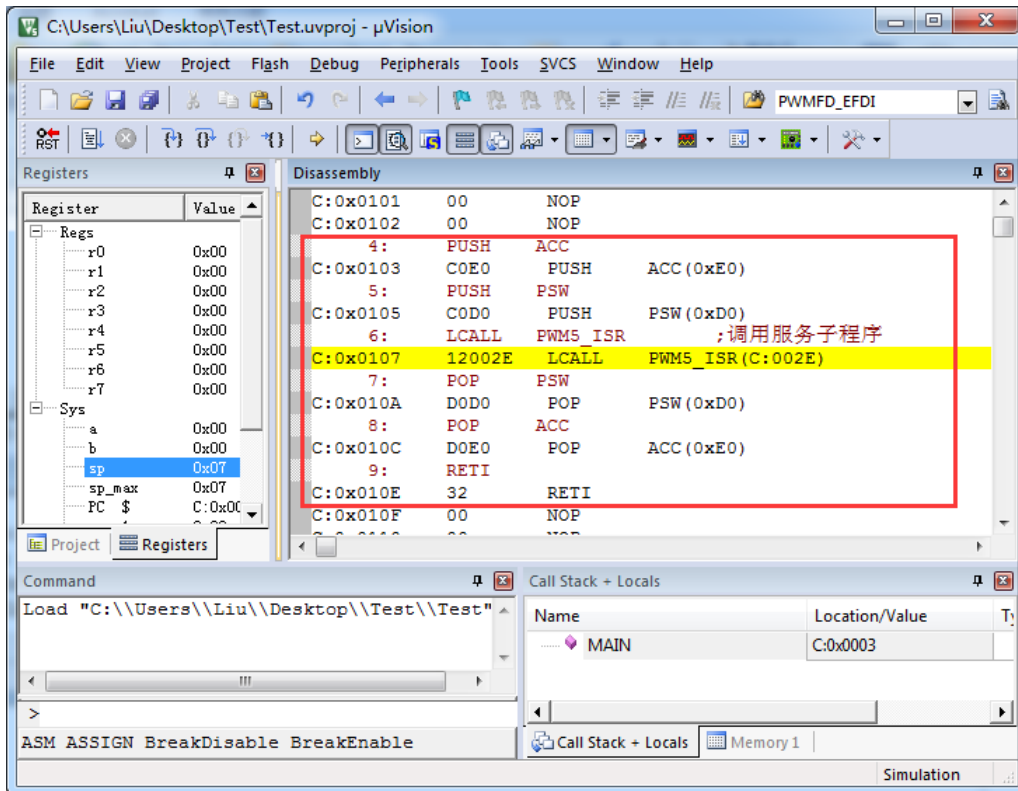 C:\Users\Liu\Desktop\Test\Test.uvproj - µVision
File Edit View Project Flash Debug Peripherals Tools SVCS Window Help
PWMFD_EFDI
RST
Registers
Register Value
Regs
r0 0x00
r1 0x00
r2 0x00
r3 0x00
r4 0x00
r5 0x00
r6 0x00
r7 0x00
Sys
a 0x00
b 0x00
sp 0x07
sp_max 0x07
PC $ C:0x00
Project Registers
Disassembly
C:0x0101 00 NOP
C:0x0102 00 NOP
4: PUSH ACC
C:0x0103 C0E0 PUSH ACC(0xE0)
5: PUSH PSW
C:0x0105 C0D0 PUSH PSW(0xD0)
6: LCALL PWM5_ISR ;调用服务子程序
C:0x0107 12002E LCALL PWM5_ISR(C:002E)
7: POP PSW
C:0x010A D0D0 POP PSW(0xD0)
8: POP ACC
C:0x010C D0E0 POP ACC(0xE0)
9: RETI
C:0x010E 32 RETI
C:0x010F 00 NOP
Command
Load "C:\\Users\\Liu\\Desktop\\Test\\Test"
>
ASM ASSIGN BreakDisable BreakEnable
Call Stack + Locals
Name Location/Value Ty
MAIN C:0x0003
Call Stack + Locals Memory 1
Simulation